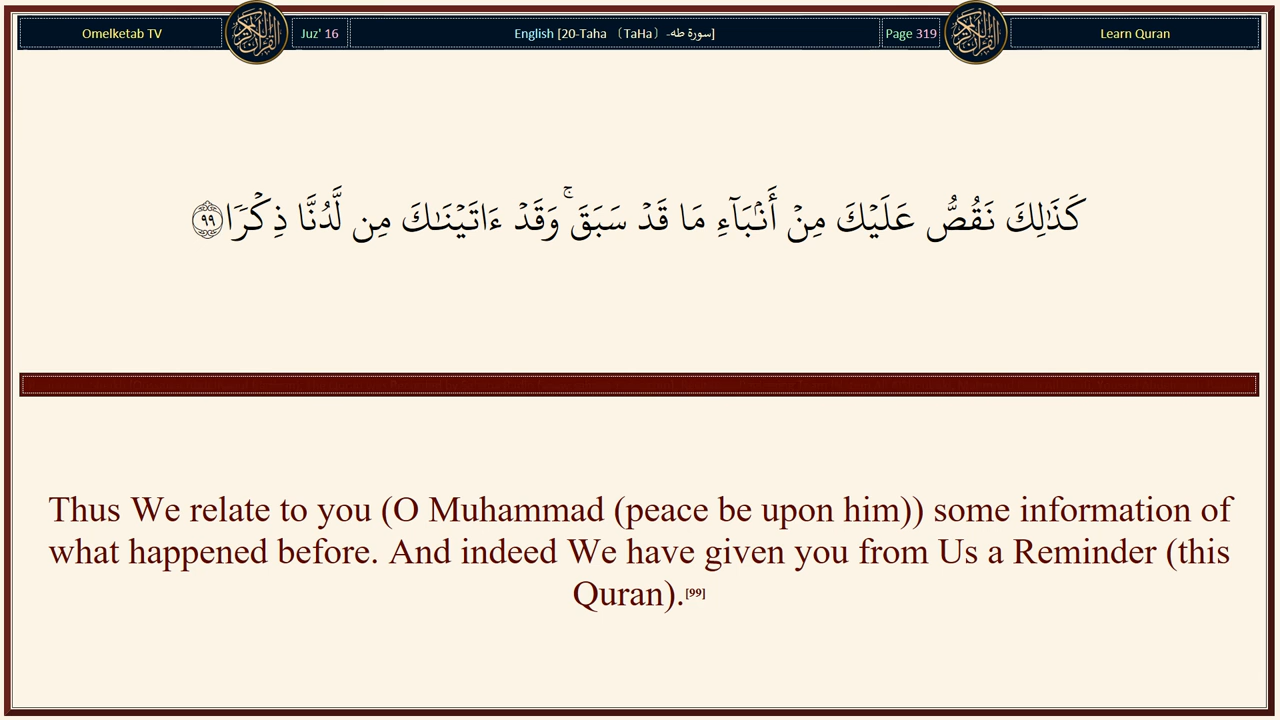 Omelketab TV
Juz' 16
English [20-Taha (TaHa) -سورة طه]
Page 319
Learn Quran
كَذَٰلِكَ نَقُصُّ عَلَيۡكَ مِنۡ أَنۢبَآءِ مَا قَدۡ سَبَقَۚ وَقَدۡ ءَاتَيۡنَٰكَ مِن لَّدُنَّا ذِكۡرٗا ٩٩
Thus We relate to you (O Muhammad (peace be upon him)) some information of
what happened before. And indeed We have given you from Us a Reminder (this
Quran).[99]